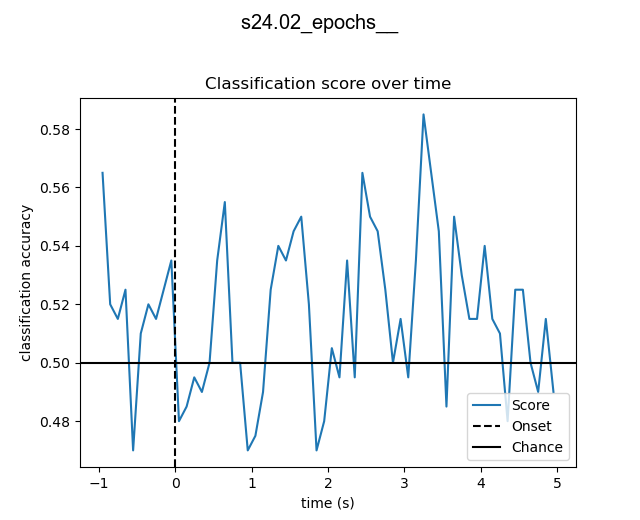 s24.02_epochs__
Classification score over time
classification accuracy
0.58
0.56
0.54
0.52
0.50
0.48
−1
0
1
2
3
4
5
time (s)
Score
Onset
Chance